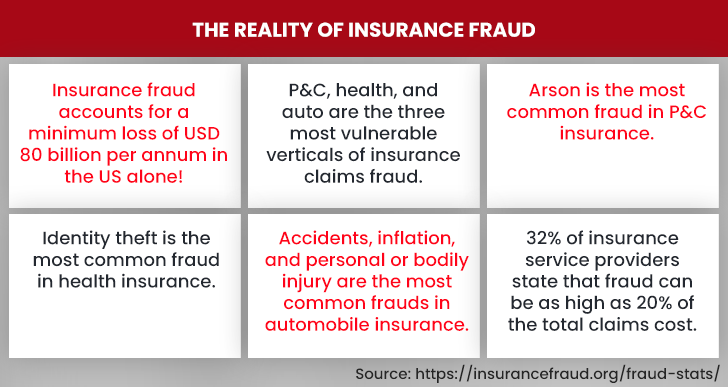 THE REALITY OF INSURANCE FRAUD
Insurance fraud
accounts for a
minimum loss of USD
80 billion per annum in
the US alone!
P&C, health, and
auto are the three
most vulnerable
verticals of insurance
claims fraud.
Arson is the most
common fraud in P&C
insurance.
Identity theft is the
most common fraud
in health insurance.
Accidents, inflation,
and personal or bodily
injury are the most
common frauds in
automobile insurance.
32% of insurance
service providers
state that fraud can
be as high as 20% of
the total claims cost.
Source: https://insurancefraud.org/fraud-stats/